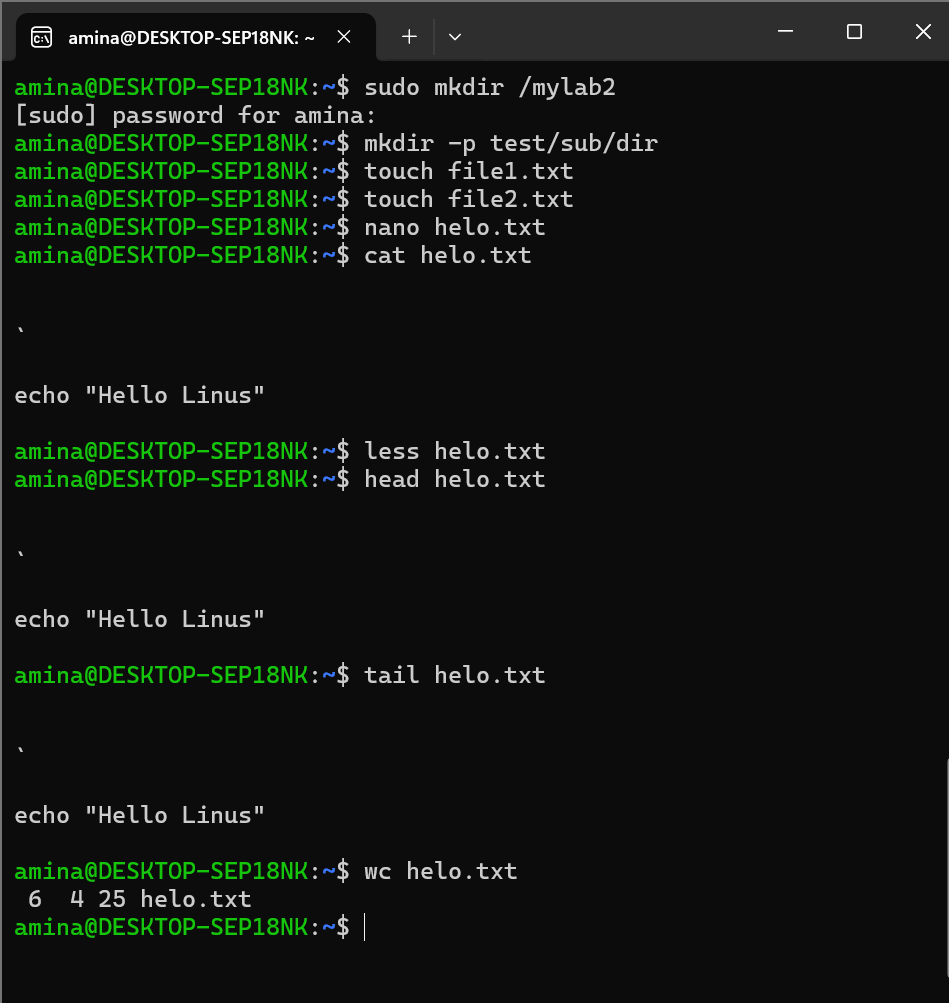 amina@DESKTOP-SEP18NK: ~
amina@DESKTOP-SEP18NK:~$ sudo mkdir /mylab2
[sudo] password for amina:
amina@DESKTOP-SEP18NK:~$ mkdir -p test/sub/dir
amina@DESKTOP-SEP18NK:~$ touch file1.txt
amina@DESKTOP-SEP18NK:~$ touch file2.txt
amina@DESKTOP-SEP18NK:~$ nano helo.txt
amina@DESKTOP-SEP18NK:~$ cat helo.txt
`
echo "Hello Linus"
amina@DESKTOP-SEP18NK:~$ less helo.txt
amina@DESKTOP-SEP18NK:~$ head helo.txt
`
echo "Hello Linus"
amina@DESKTOP-SEP18NK:~$ tail helo.txt
`
echo "Hello Linus"
amina@DESKTOP-SEP18NK:~$ wc helo.txt
 6  4 25 helo.txt
amina@DESKTOP-SEP18NK:~$